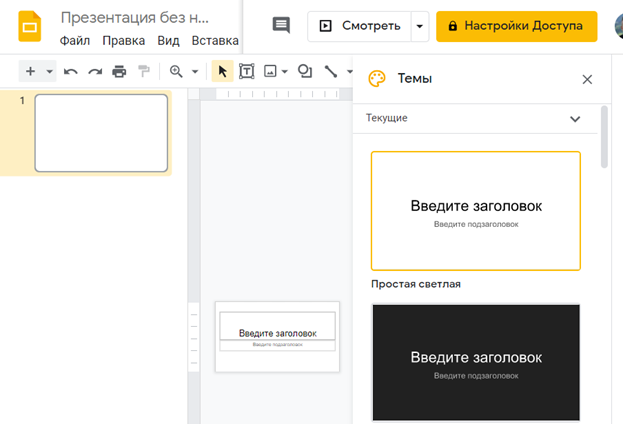 Презентация без н...
Файл Правка Вид Вставка
Смотреть
Настройки Доступа
Темы
Текущие
1
Введите заголовок
Введите подзаголовок
Простая светлая
Введите заголовок
Введите подзаголовок
Введите заголовок
Введите подзаголовок